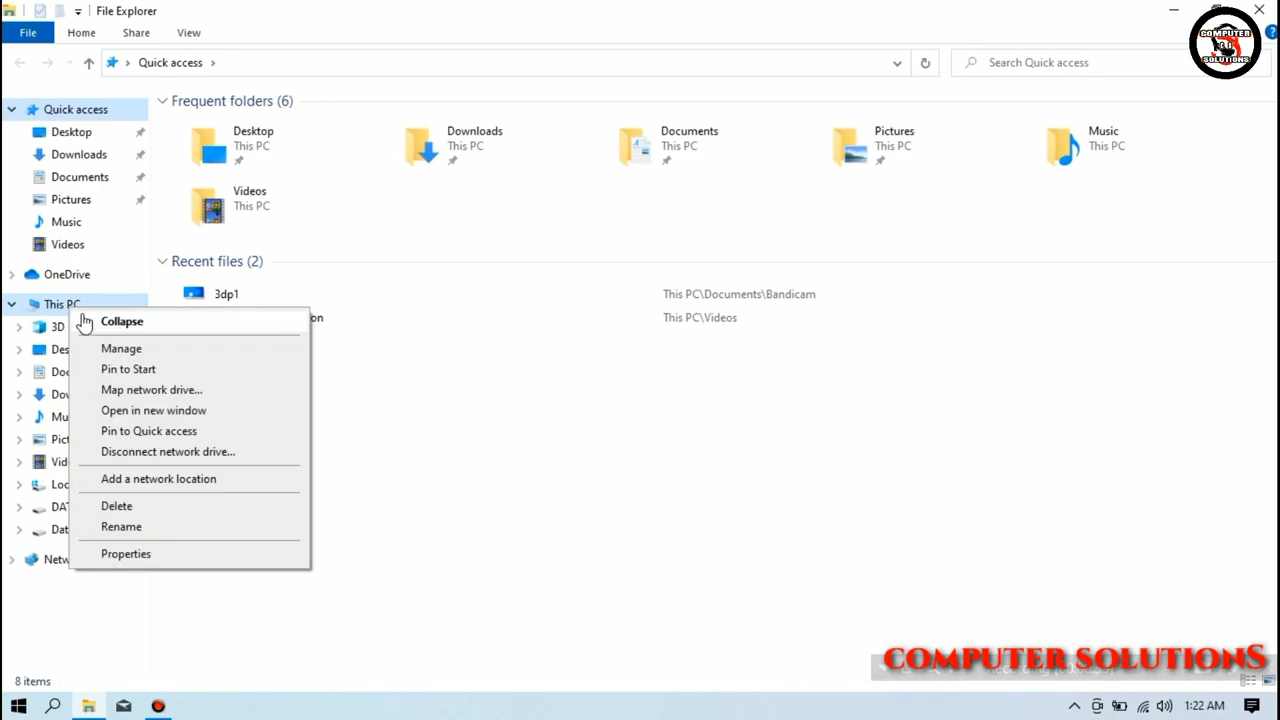 File Explorer
File
Home
Share
View
Quick access
Search Quick access
COMPUTER
SOLUTIONS
Quick access
Desktop
Downloads
Documents
Pictures
Music
Videos
OneDrive
This PC
3D
Network
Collapse
Manage
Pin to Start
Map network drive...
Open in new window
Pin to Quick access
Disconnect network drive...
Add a network location
Delete
Rename
Properties
Frequent folders (6)
Desktop
This PC
Downloads
This PC
Documents
This PC
Pictures
This PC
Music
This PC
Videos
This PC
Recent files (2)
3dp1
This PC\Documents\Bandicam
on
This PC\Videos
8 items
COMPUTER SOLUTIONS
1:22 AM